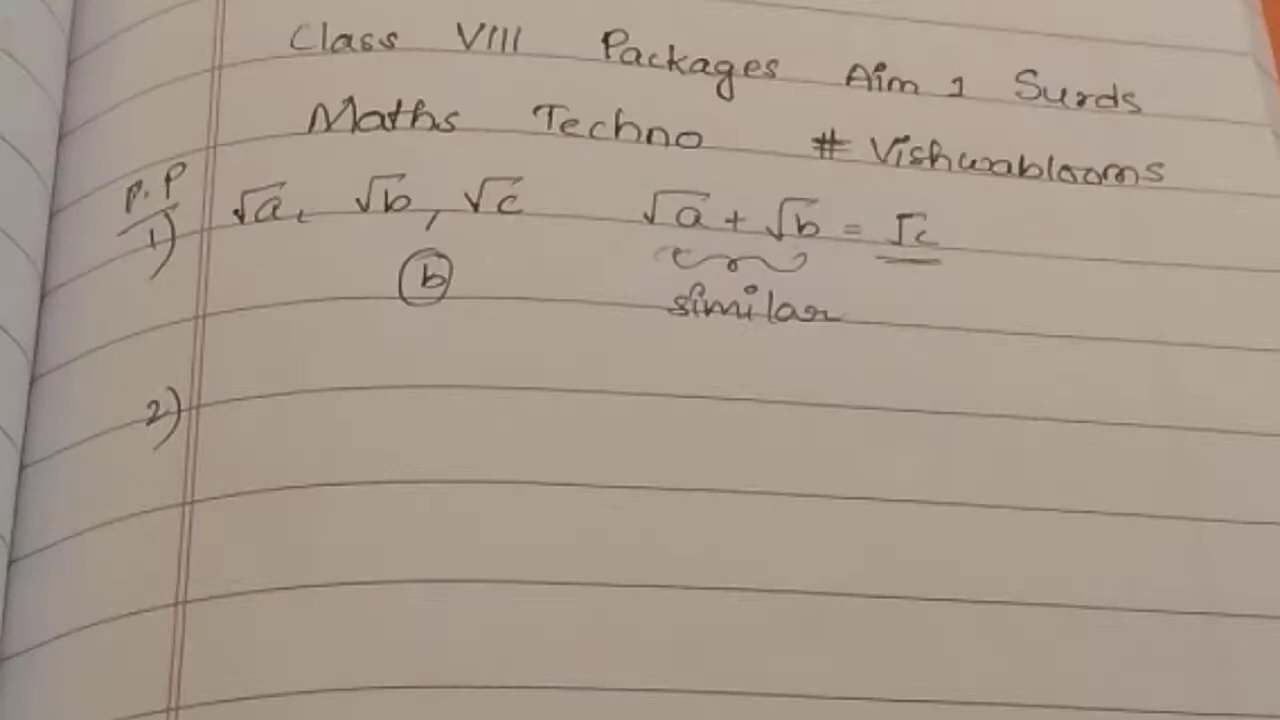 Class VIII Packages Aim 1 Surds
Maths Techno # Vishwablooms
P.P
1) √a, √b, √c √a + √b = √c
(b) similar
2)